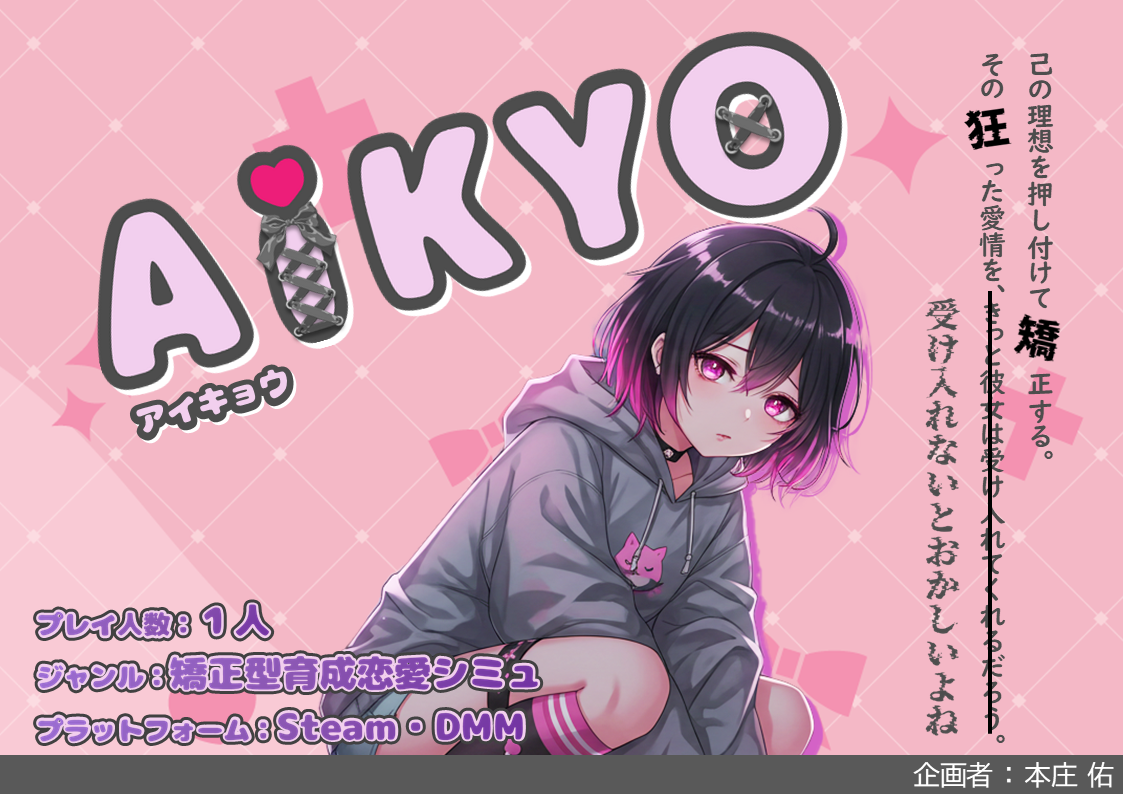 AiKYO
アイキョウ
己の理想を押し付けて矯正する。
その狂った愛情を、きっと彼女は受け入れてくれるだろう。
受け入れないとおかしいよね
プレイ人数：１人
ジャンル：矯正型育成恋愛シミュ
プラットフォーム：Steam・DMM
企画者：本庄 佑